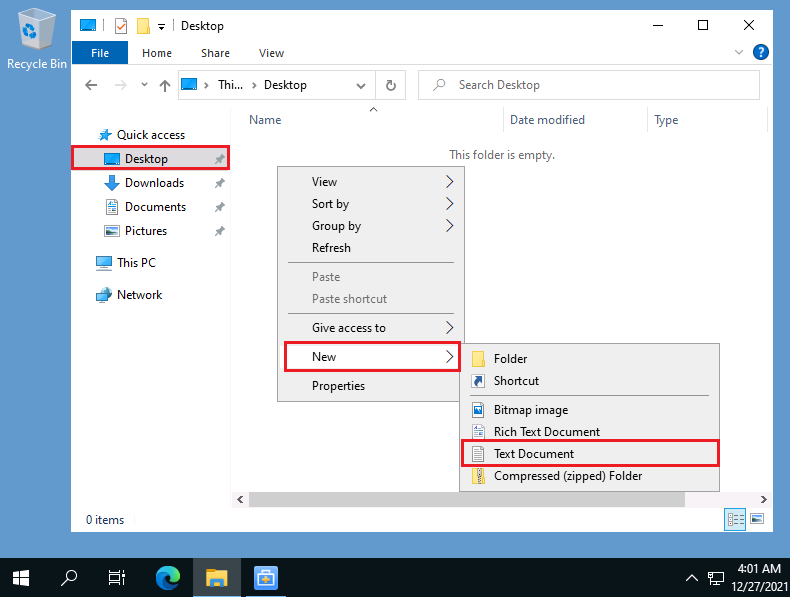 Recycle Bin
Desktop
File Home Share View
Thi... Desktop
Search Desktop
Name Date modified Type
This folder is empty.
Quick access
Desktop
Downloads
Documents
Pictures
This PC
Network
View
Sort by
Group by
Refresh
Paste
Paste shortcut
Give access to
New
Properties
Folder
Shortcut
Bitmap image
Rich Text Document
Text Document
Compressed (zipped) Folder
0 items
4:01 AM
12/27/2021